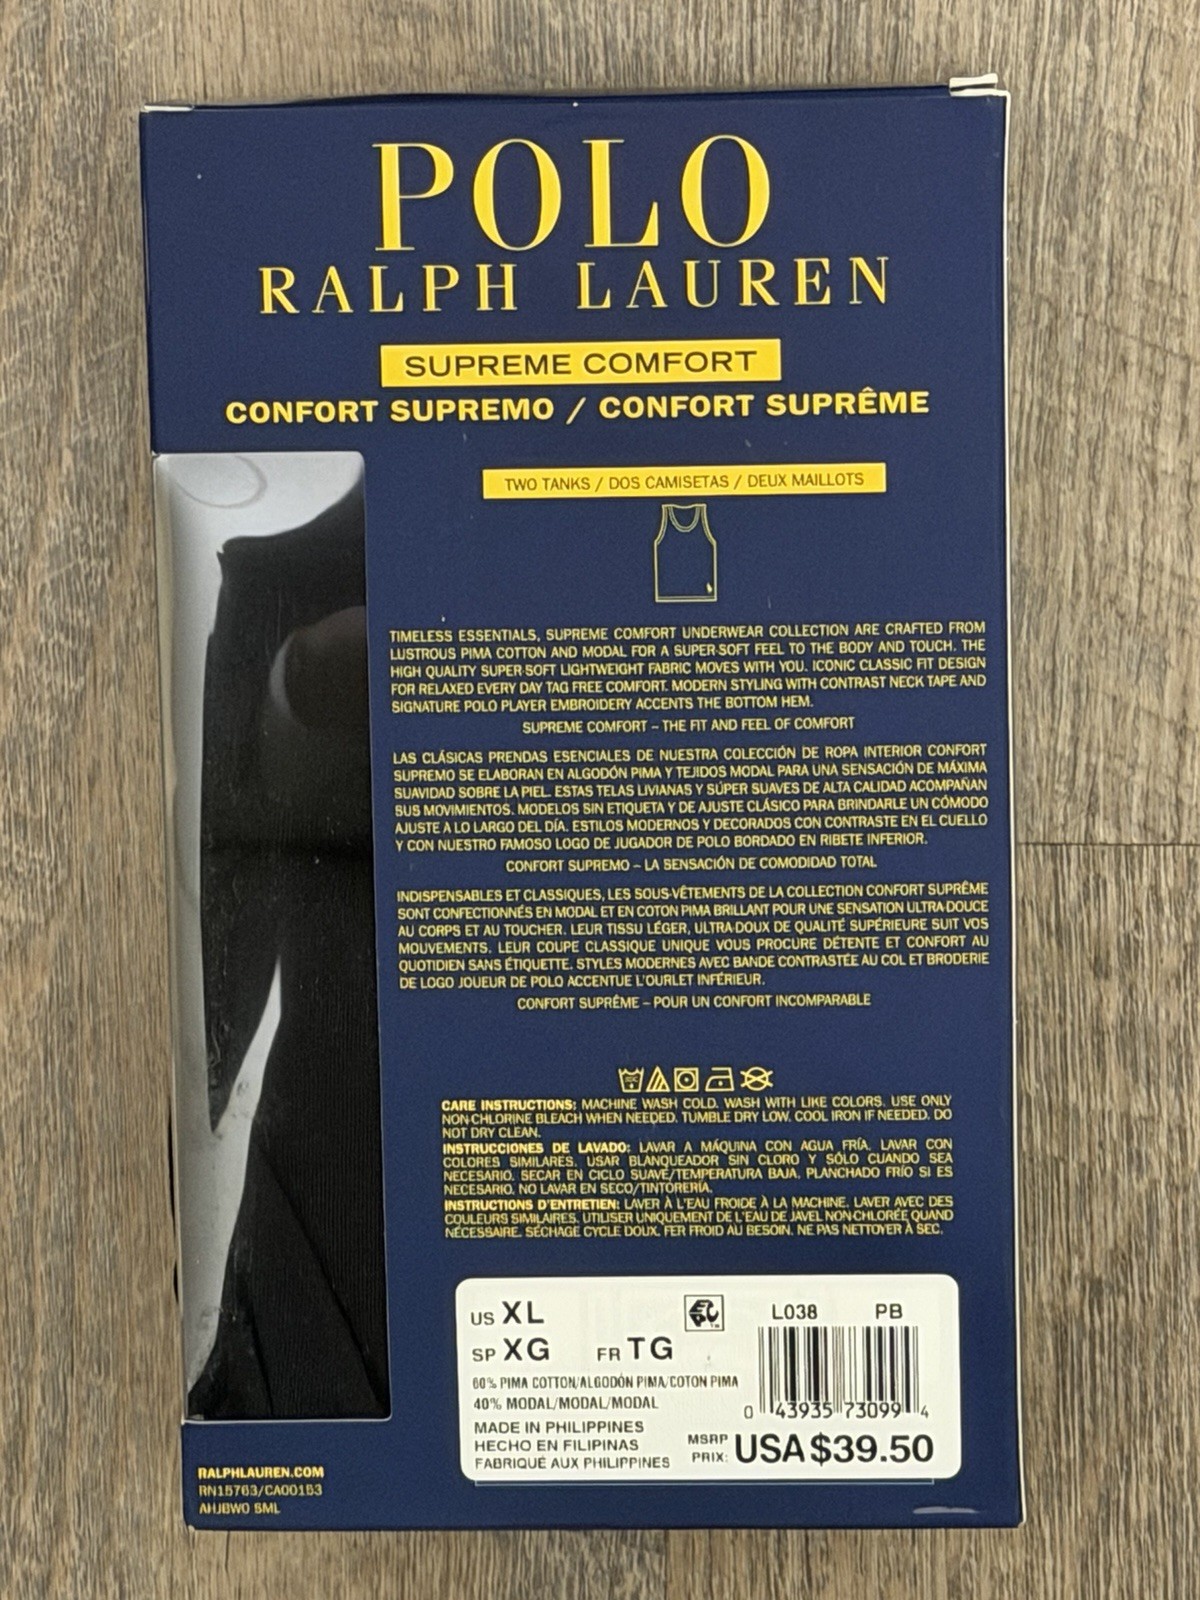 POLO
RALPH LAUREN
SUPREME COMFORT
CONFORT SUPREMO / CONFORT SUPRÊME
TWO TANKS / DOS CAMISETAS / DEUX MAILLOTS
TIMELESS ESSENTIALS, SUPREME COMFORT UNDERWEAR COLLECTION ARE CRAFTED FROM
LUSTROUS PIMA COTTON AND MODAL FOR A SUPER-SOFT FEEL TO THE BODY AND TOUCH. THE
HIGH QUALITY SUPER-SOFT LIGHTWEIGHT FABRIC MOVES WITH YOU. ICONIC CLASSIC FIT DESIGN
FOR RELAXED EVERY DAY TAG FREE COMFORT. MODERN STYLING WITH CONTRAST NECK TAPE AND
SIGNATURE POLO PLAYER EMBROIDERY ACCENTS THE BOTTOM HEM.
SUPREME COMFORT – THE FIT AND FEEL OF COMFORT
LAS CLÁSICAS PRENDAS ESENCIALES DE NUESTRA COLECCIÓN DE ROPA INTERIOR CONFORT
SUPREMO SE ELABORAN EN ALGODÓN PIMA Y TEJIDOS MODAL PARA UNA SENSACIÓN DE MÁXIMA
SUAVIDAD SOBRE LA PIEL. ESTAS TELAS LIVIANAS Y SÚPER SUAVES DE ALTA CALIDAD ACOMPAÑAN
SUS MOVIMIENTOS. MODELOS SIN ETIQUETA Y DE AJUSTE CLÁSICO PARA BRINDARLE UN CÓMODO
AJUSTE A LO LARGO DEL DÍA. ESTILOS MODERNOS Y DECORADOS CON CONTRASTE EN EL CUELLO
Y CON NUESTRO FAMOSO LOGO DE JUGADOR DE POLO BORDADO EN RIBETE INFERIOR.
CONFORT SUPREMO – LA SENSACIÓN DE COMODIDAD TOTAL
INDISPENSABLES ET CLASSIQUES, LES SOUS-VÊTEMENTS DE LA COLLECTION CONFORT SUPRÊME
SONT CONFECTIONNÉS EN MODAL ET EN COTON PIMA BRILLANT POUR UNE SENSATION ULTRA-DOUCE
AU CORPS ET AU TOUCHER. LEUR TISSU LÉGER, ULTRA-DOUX DE QUALITÉ SUPÉRIEURE SUIT VOS
MOUVEMENTS. LEUR COUPE CLASSIQUE UNIQUE VOUS PROCURE DÉTENTE ET CONFORT AU
QUOTIDIEN SANS ÉTIQUETTE. STYLES MODERNES AVEC BANDE CONTRASTÉE AU COL ET BRODERIE
DE LOGO JOUEUR DE POLO ACCENTUE L'OURLET INFÉRIEUR.
CONFORT SUPRÊME – POUR UN CONFORT INCOMPARABLE
CARE INSTRUCTIONS: MACHINE WASH COLD. WASH WITH LIKE COLORS. USE ONLY
NON-CHLORINE BLEACH WHEN NEEDED. TUMBLE DRY LOW. COOL IRON IF NEEDED. DO
NOT DRY CLEAN.
INSTRUCCIONES DE LAVADO: LAVAR A MÁQUINA CON AGUA FRÍA. LAVAR CON
COLORES SIMILARES. USAR BLANQUEADOR SIN CLORO Y SÓLO CUANDO SEA
NECESARIO. SECAR EN CICLO SUAVE/TEMPERATURA BAJA. PLANCHADO FRÍO SI ES
NECESARIO. NO LAVAR EN SECO/TINTORERÍA.
INSTRUCTIONS D'ENTRETIEN: LAVER À L'EAU FROIDE À LA MACHINE. LAVER AVEC DES
COULEURS SIMILAIRES. UTILISER UNIQUEMENT DE L'EAU DE JAVEL NON-CHLORÉE QUAND
NÉCESSAIRE. SÉCHAGE CYCLE DOUX. FER FROID AU BESOIN. NE PAS NETTOYER À SEC.
US XL
L038 PB
SP XG FR TG
60% PIMA COTTON/ALGODÓN PIMA/COTON PIMA
40% MODAL/MODAL/MODAL
0 43935 73099 4
MADE IN PHILIPPINES
HECHO EN FILIPINAS
FABRIQUÉ AUX PHILIPPINES
MSRP
PRIX: USA $39.50
RALPHLAUREN.COM
RN15763/CA00153
AHJBWO SML